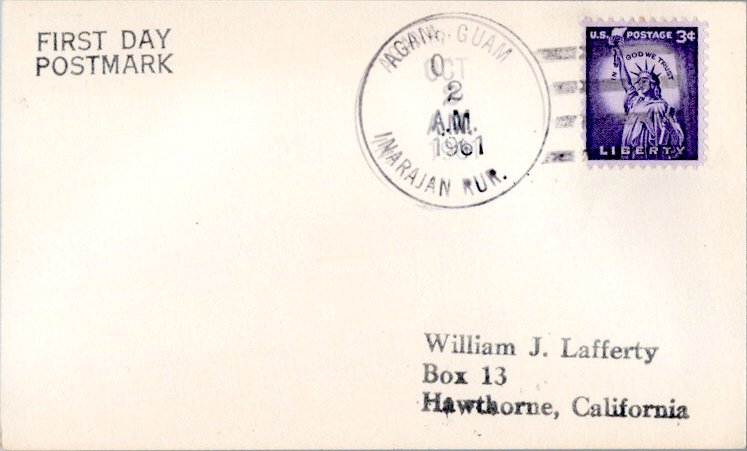 FIRST DAY
POSTMARK
AGANA, GUAM
OCT
2
A.M.
1961
INARAJAN RUR.
U.S. POSTAGE 3¢
IN GOD WE TRUST
LIBERTY
William J. Lafferty
Box 13
Hawthorne, California